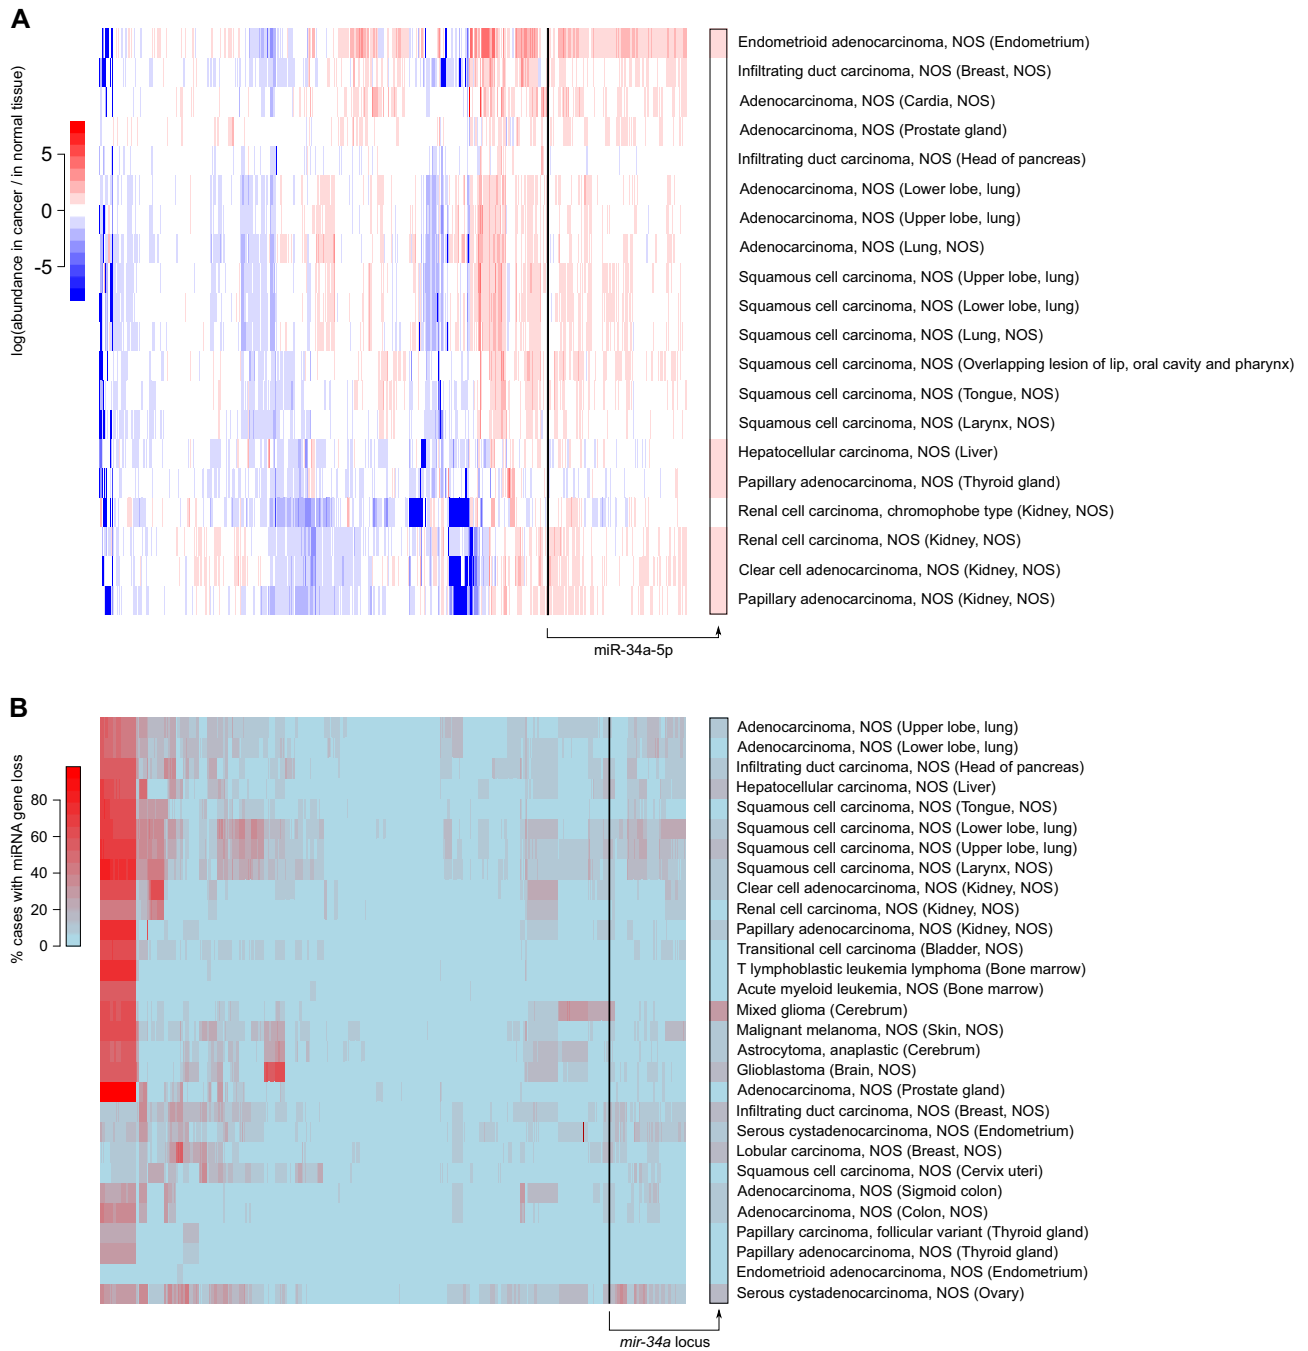 A
log(abundance in cancer / in normal tissue)
5
0
-5
Endometrioid adenocarcinoma, NOS (Endometrium)
Infiltrating duct carcinoma, NOS (Breast, NOS)
Adenocarcinoma, NOS (Cardia, NOS)
Adenocarcinoma, NOS (Prostate gland)
Infiltrating duct carcinoma, NOS (Head of pancreas)
Adenocarcinoma, NOS (Lower lobe, lung)
Adenocarcinoma, NOS (Upper lobe, lung)
Adenocarcinoma, NOS (Lung, NOS)
Squamous cell carcinoma, NOS (Upper lobe, lung)
Squamous cell carcinoma, NOS (Lower lobe, lung)
Squamous cell carcinoma, NOS (Lung, NOS)
Squamous cell carcinoma, NOS (Overlapping lesion of lip, oral cavity and pharynx)
Squamous cell carcinoma, NOS (Tongue, NOS)
Squamous cell carcinoma, NOS (Larynx, NOS)
Hepatocellular carcinoma, NOS (Liver)
Papillary adenocarcinoma, NOS (Thyroid gland)
Renal cell carcinoma, chromophobe type (Kidney, NOS)
Renal cell carcinoma, NOS (Kidney, NOS)
Clear cell adenocarcinoma, NOS (Kidney, NOS)
Papillary adenocarcinoma, NOS (Kidney, NOS)
miR-34a-5p
B
% cases with miRNA gene loss
80
60
40
20
0
Adenocarcinoma, NOS (Upper lobe, lung)
Adenocarcinoma, NOS (Lower lobe, lung)
Infiltrating duct carcinoma, NOS (Head of pancreas)
Hepatocellular carcinoma, NOS (Liver)
Squamous cell carcinoma, NOS (Tongue, NOS)
Squamous cell carcinoma, NOS (Lower lobe, lung)
Squamous cell carcinoma, NOS (Upper lobe, lung)
Squamous cell carcinoma, NOS (Larynx, NOS)
Clear cell adenocarcinoma, NOS (Kidney, NOS)
Renal cell carcinoma, NOS (Kidney, NOS)
Papillary adenocarcinoma, NOS (Kidney, NOS)
Transitional cell carcinoma (Bladder, NOS)
T lymphoblastic leukemia lymphoma (Bone marrow)
Acute myeloid leukemia, NOS (Bone marrow)
Mixed glioma (Cerebrum)
Malignant melanoma, NOS (Skin, NOS)
Astrocytoma, anaplastic (Cerebrum)
Glioblastoma (Brain, NOS)
Adenocarcinoma, NOS (Prostate gland)
Infiltrating duct carcinoma, NOS (Breast, NOS)
Serous cystadenocarcinoma, NOS (Endometrium)
Lobular carcinoma, NOS (Breast, NOS)
Squamous cell carcinoma, NOS (Cervix uteri)
Adenocarcinoma, NOS (Sigmoid colon)
Adenocarcinoma, NOS (Colon, NOS)
Papillary carcinoma, follicular variant (Thyroid gland)
Papillary adenocarcinoma, NOS (Thyroid gland)
Endometrioid adenocarcinoma, NOS (Endometrium)
Serous cystadenocarcinoma, NOS (Ovary)
mir-34a locus